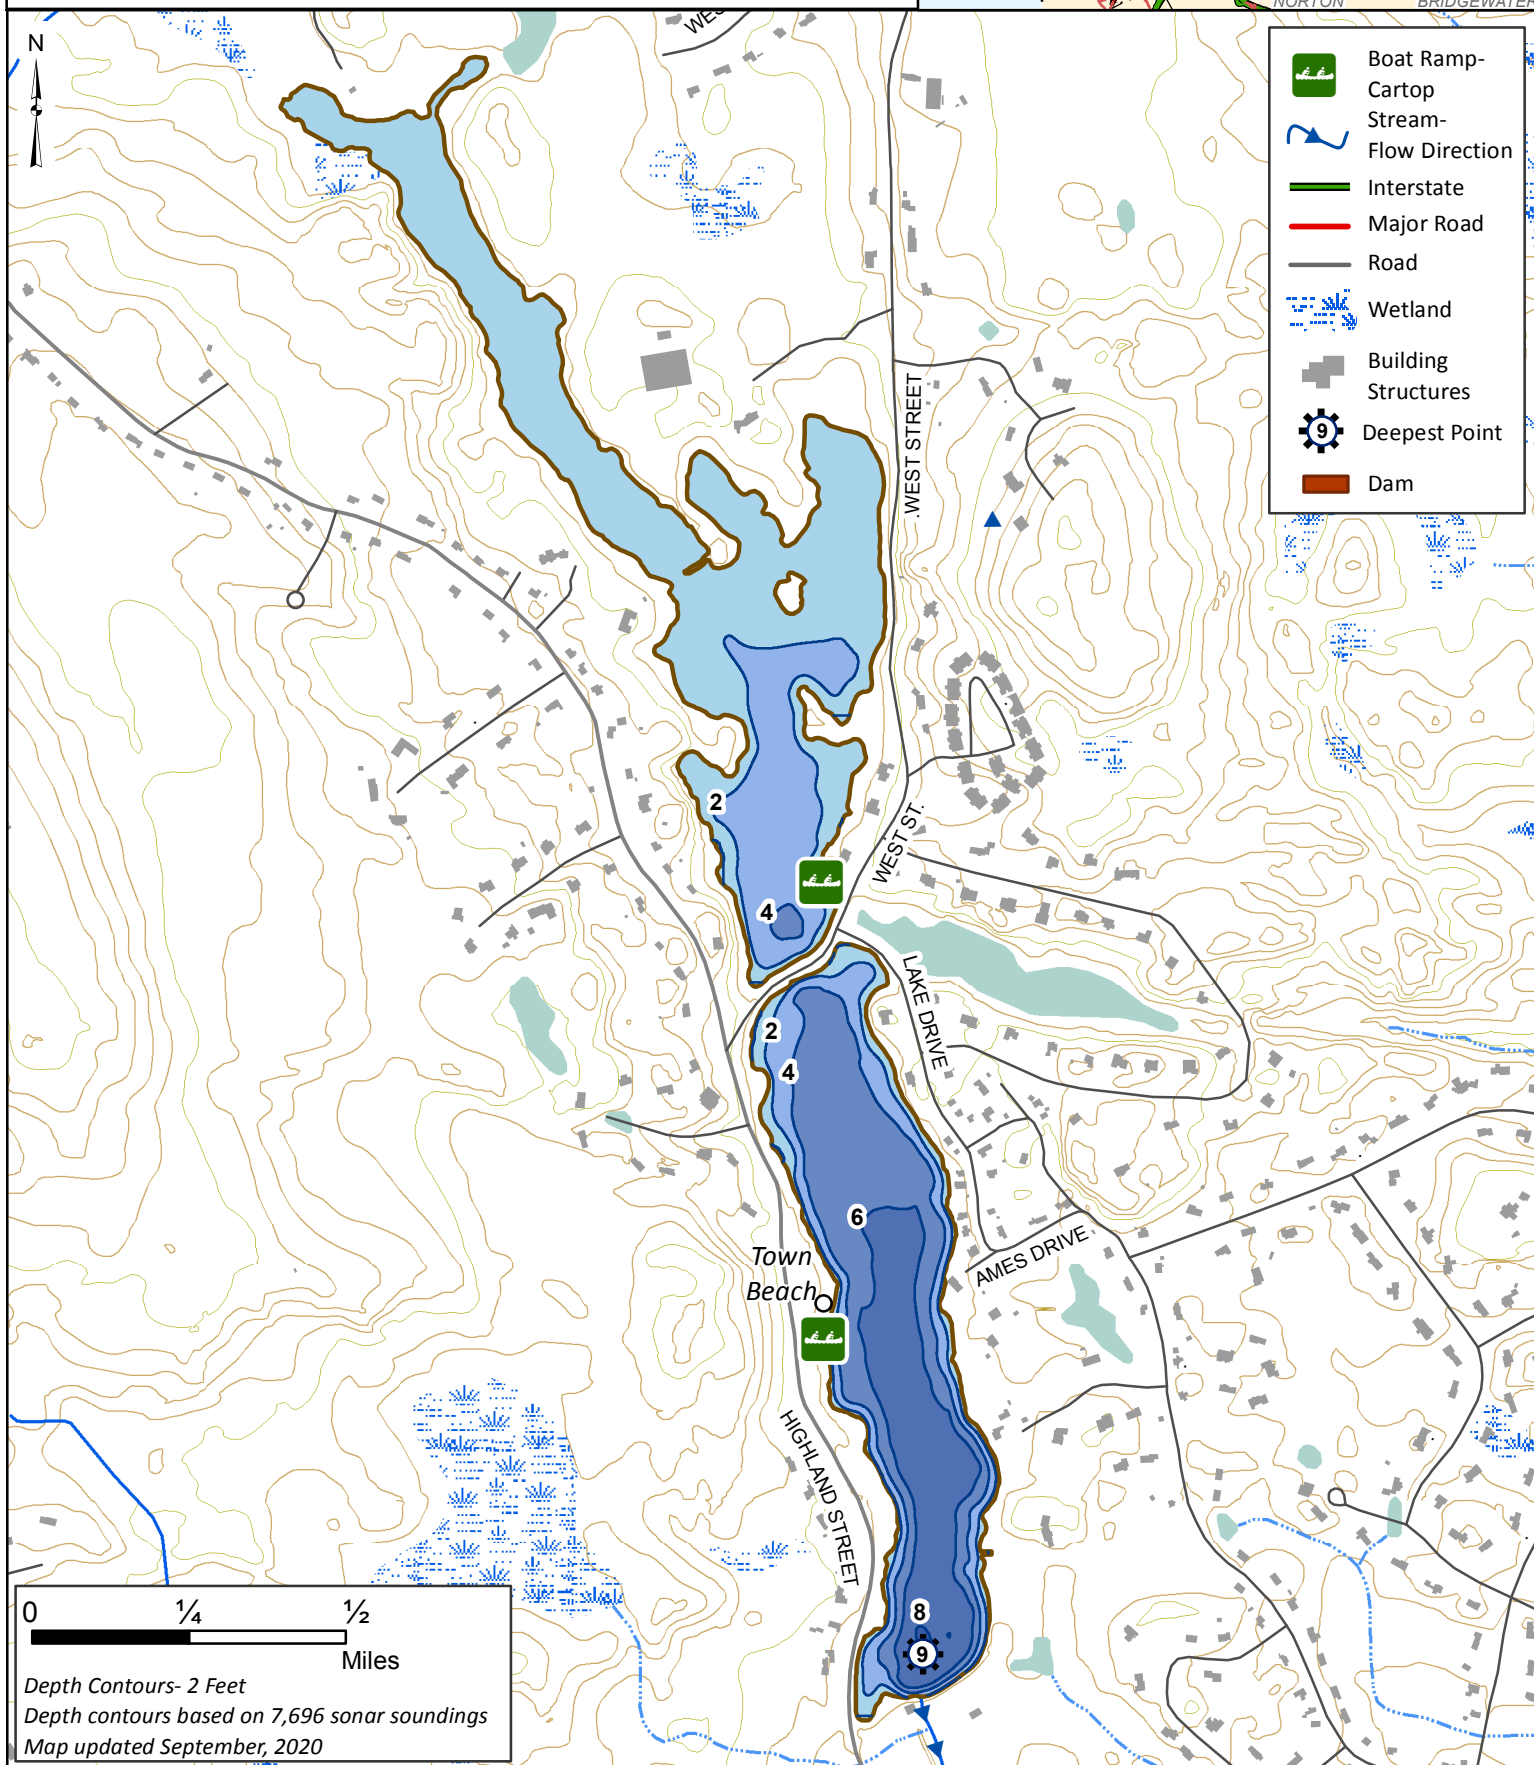 NORTON
BRIDGEWATER
N
Boat Ramp-
Cartop
Stream-
Flow Direction
Interstate
Major Road
Road
Wetland
Building
Structures
9
Deepest Point
Dam
WEST STREET
2
WEST ST.
4
LAKE DRIVE
2
4
6
Town
Beach
AMES DRIVE
HIGHLAND STREET
8
9
0
¼
½
Miles
Depth Contours- 2 Feet
Depth contours based on 7,696 sonar soundings
Map updated September, 2020